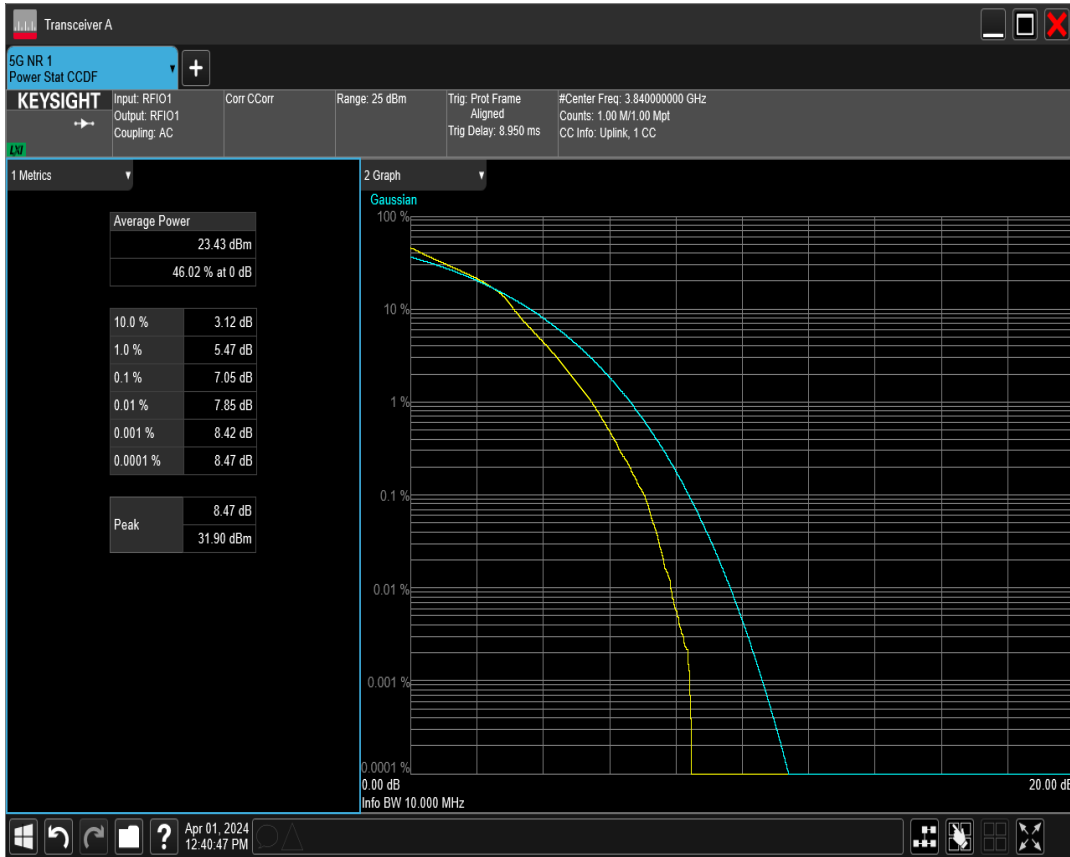 Transceiver A
5G NR 1
Power Stat CCDF
+
KEYSIGHT
LXI
Input: RFIO1
Output: RFIO1
Coupling: AC
Corr CCorr
Range: 25 dBm
Trig: Prot Frame
Aligned
Trig Delay: 8.950 ms
#Center Freq: 3.840000000 GHz
Counts: 1.00 M/1.00 Mpt
CC Info: Uplink, 1 CC
1 Metrics
Average Power
23.43 dBm
46.02 % at 0 dB
10.0 % 3.12 dB
1.0 % 5.47 dB
0.1 % 7.05 dB
0.01 % 7.85 dB
0.001 % 8.42 dB
0.0001 % 8.47 dB
Peak
8.47 dB
31.90 dBm
2 Graph
Gaussian
100 %
10 %
1 %
0.1 %
0.01 %
0.001 %
0.0001 %
0.00 dB 20.00 dB
Info BW 10.000 MHz
?
Apr 01, 2024
12:40:47 PM